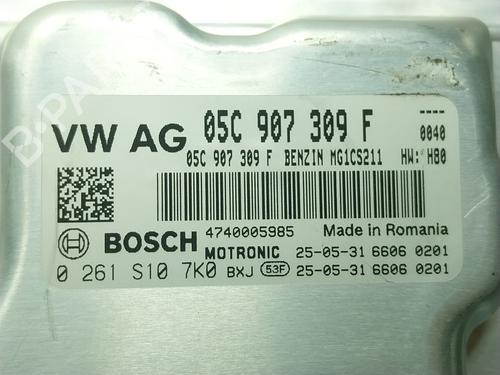 VW AG 05C 907 309 F ----
05C 907 309 F BENZIN MG1CS211 0040
HW: H80
4740005985 Made in Romania
BOSCH MOTRONIC 25-05-31 6606 0201
0 261 S10 7K0 BXJ 53F 25-05-31 6606 0201
B-PARTS